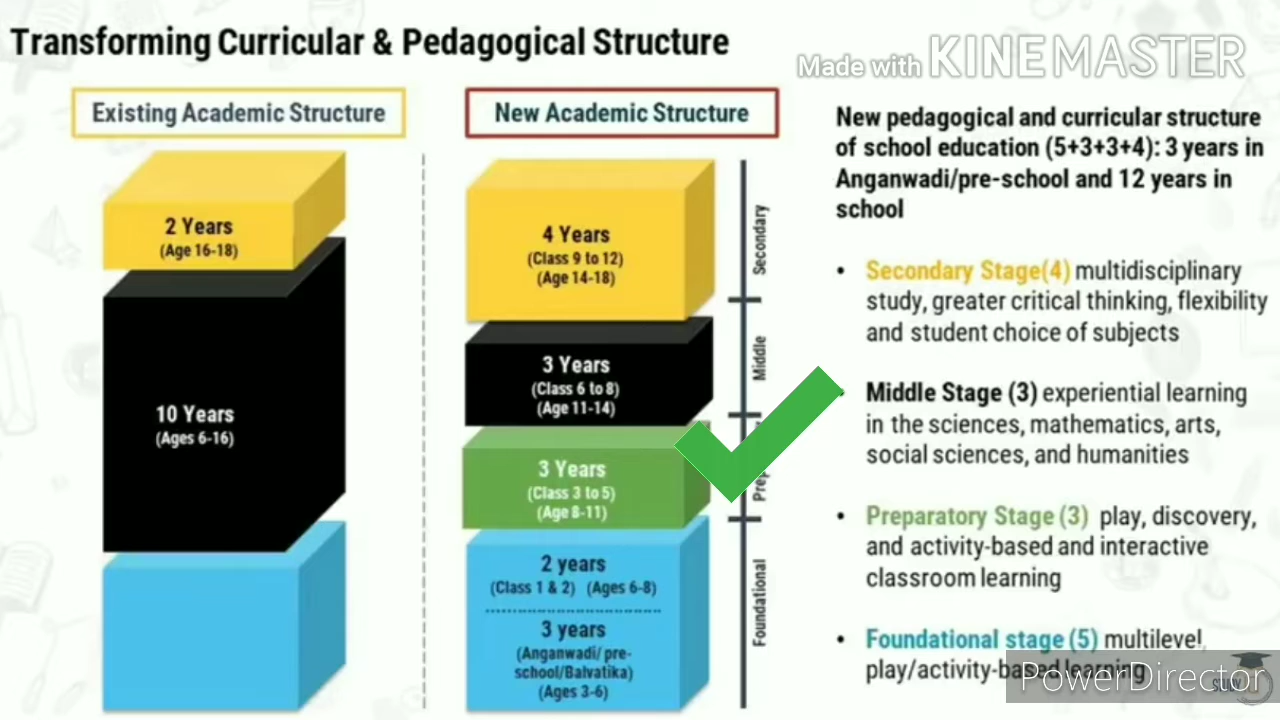 Transforming Curricular & Pedagogical Structure
Made with KINEMASTER
Existing Academic Structure
2 Years
(Age 16-18)
10 Years
(Ages 6-16)
New Academic Structure
4 Years
(Class 9 to 12)
(Age 14-18)
3 Years
(Class 6 to 8)
(Age 11-14)
3 Years
(Class 3 to 5)
(Age 8-11)
2 years
(Class 1 & 2) (Ages 6-8)
3 years
(Anganwadi/ pre-
school/Balvatika)
(Ages 3-6)
Secondary
Middle
Foundational
New pedagogical and curricular structure
of school education (5+3+3+4): 3 years in
Anganwadi/pre-school and 12 years in
school
• Secondary Stage(4) multidisciplinary
study, greater critical thinking, flexibility
and student choice of subjects
Middle Stage (3) experiential learning
in the sciences, mathematics, arts,
social sciences, and humanities
• Preparatory Stage (3) play, discovery,
and activity-based and interactive
classroom learning
• Foundational stage (5) multilevel,
play/activity-based learning
PowerDirector
STUDY